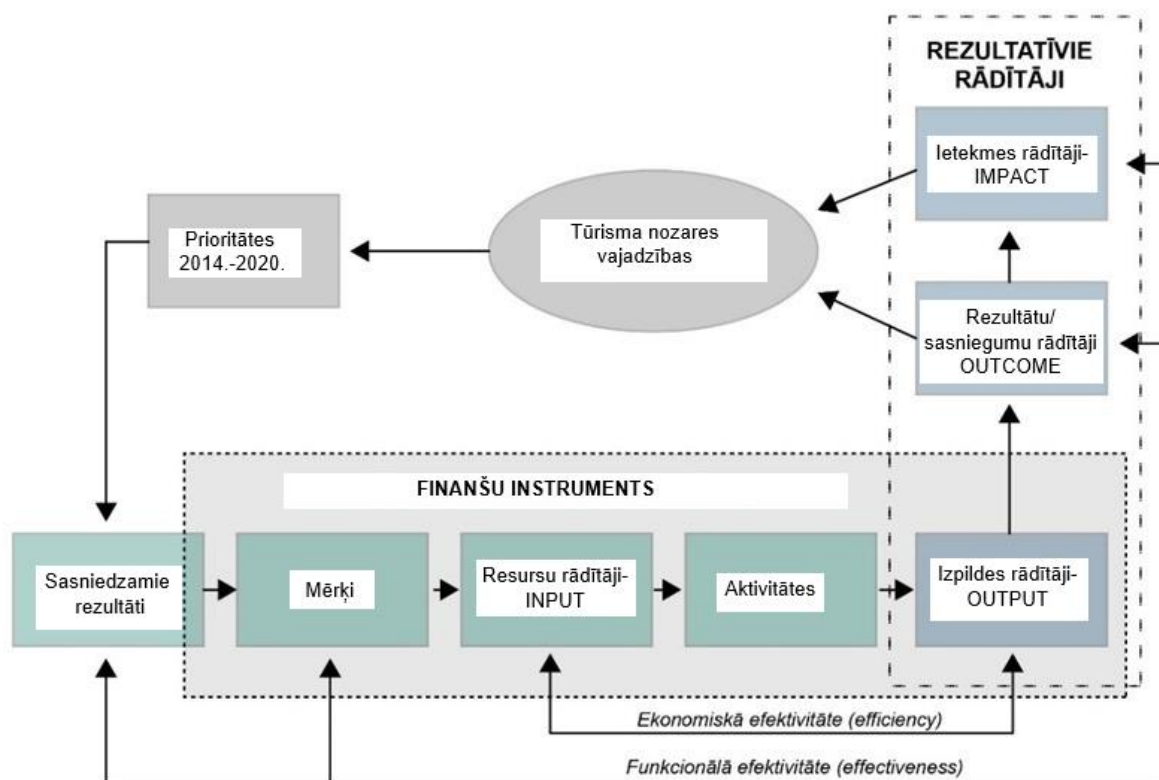 REZULTATĪVIE
RĀDĪTĀJI
Ietekmes rādītāji-
IMPACT
Prioritātes
2014.-2020.
Tūrisma nozares
vajadzības
Rezultātu/
sasniegumu rādītāji
OUTCOME
FINANŠU INSTRUMENTS
Sasniedzamie
rezultāti
Mērķi
Resursu rādītāji-
INPUT
Aktivitātes
Izpildes rādītāji-
OUTPUT
Ekonomiskā efektivitāte (efficiency)
Funkcionālā efektivitāte (effectiveness)